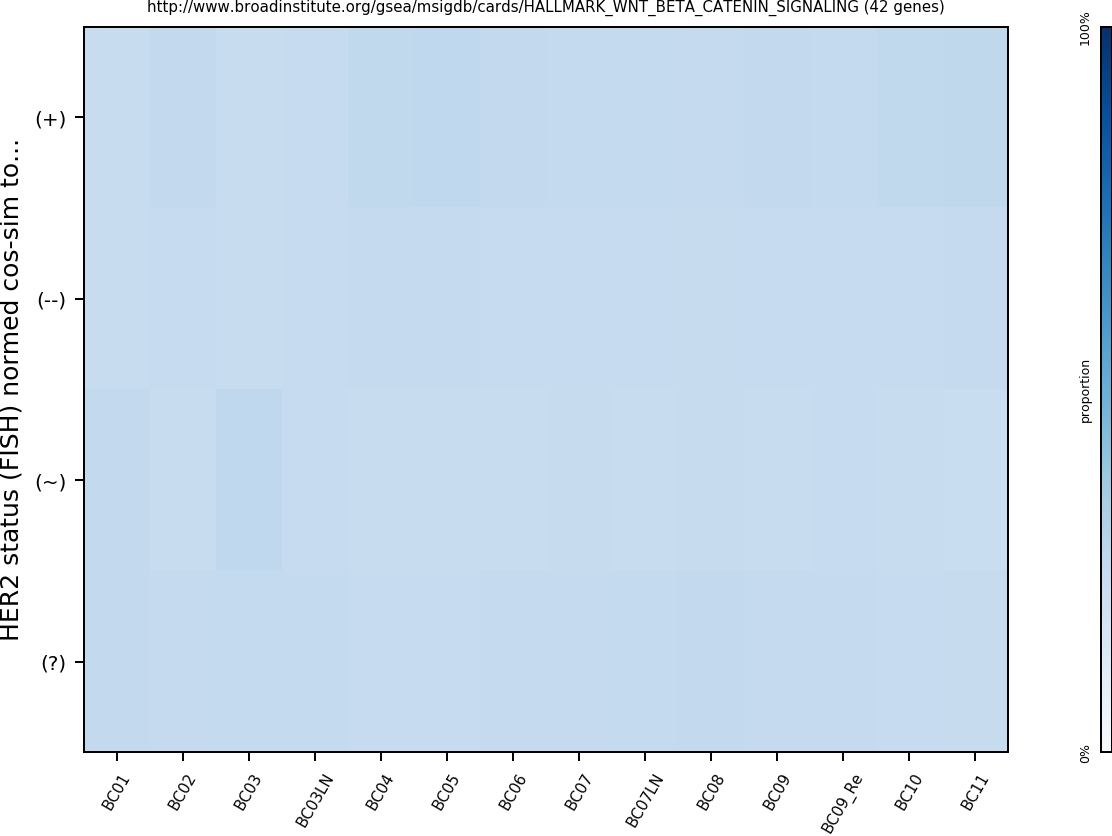 http://www.broadinstitute.org/gsea/msigdb/cards/HALLMARK_WNT_BETA_CATENIN_SIGNALING (42 genes)
HER2 status (FISH) normed cos-sim to...
(+)
(--)
(~)
(?)
BC01
BC02
BC03
BC03LN
BC04
BC05
BC06
BC07
BC07LN
BC08
BC09
BC09_Re
BC10
BC11
100%
proportion
0%